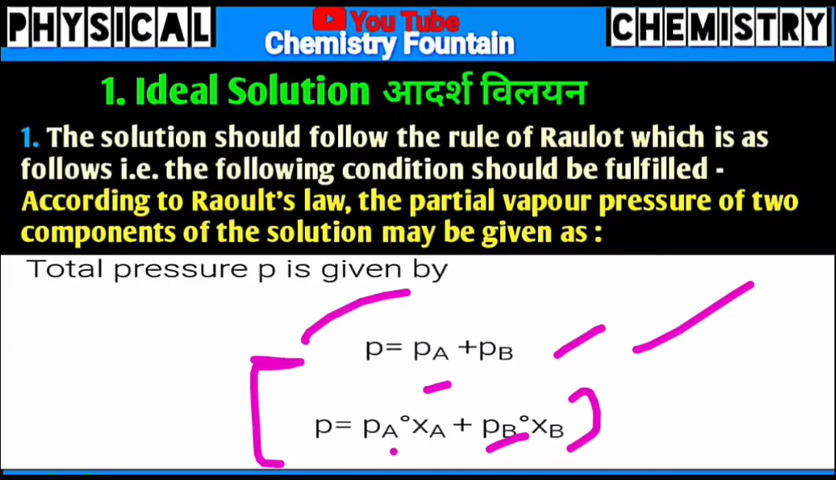 PHYSICAL
You Tube
Chemistry Fountain
CHEMISTRY
1. Ideal Solution आदर्श विलयन
1. The solution should follow the rule of Raulot which is as
follows i.e. the following condition should be fulfilled -
According to Raoult's law, the partial vapour pressure of two
components of the solution may be given as :
Total pressure p is given by
p= pA +pB
p= pA°xA + pB°xB